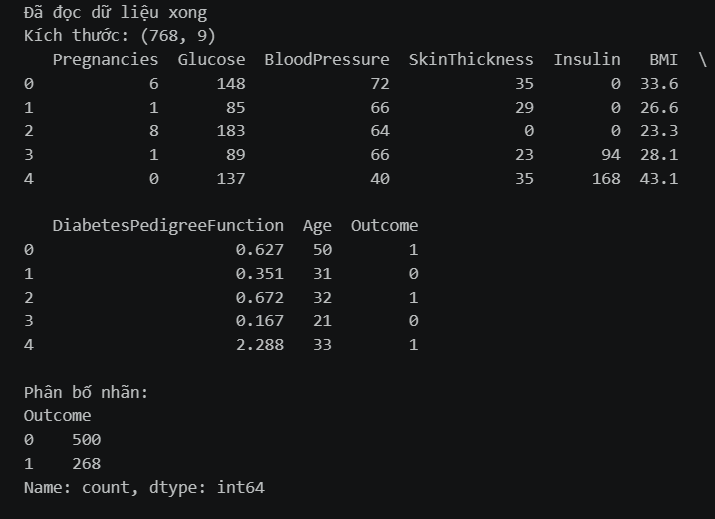 Đã đọc dữ liệu xong
Kích thước: (768, 9)
   Pregnancies  Glucose  BloodPressure  SkinThickness  Insulin   BMI  \
0            6      148             72             35        0  33.6
1            1       85             66             29        0  26.6
2            8      183             64              0        0  23.3
3            1       89             66             23       94  28.1
4            0      137             40             35      168  43.1

   DiabetesPedigreeFunction  Age  Outcome
0                     0.627   50        1
1                     0.351   31        0
2                     0.672   32        1
3                     0.167   21        0
4                     2.288   33        1

Phân bố nhãn:
Outcome
0    500
1    268
Name: count, dtype: int64